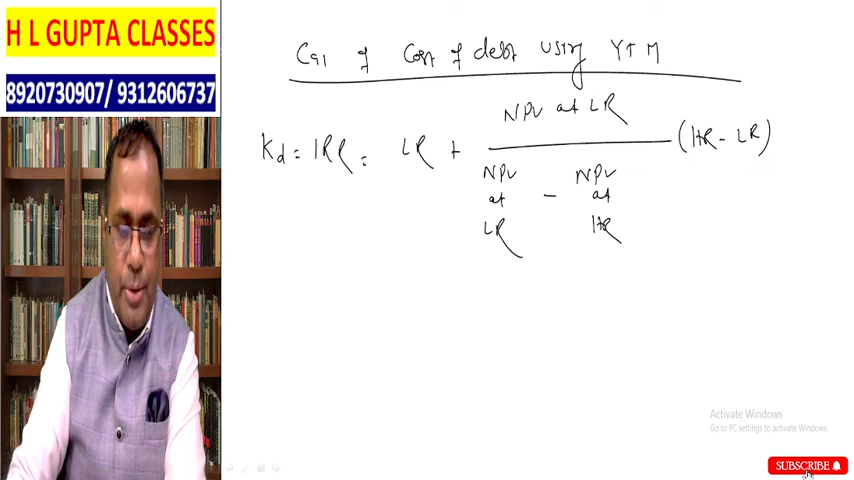 H L GUPTA CLASSES
8920730907/ 9312606737
Cal of Cost of debt using YTM
Kd = IRR = LR + NPV at LR (HR - LR)
NPV at LR - NPV at HR
Activate Windows
Go to PC settings to activate Windows.
SUBSCRIBE